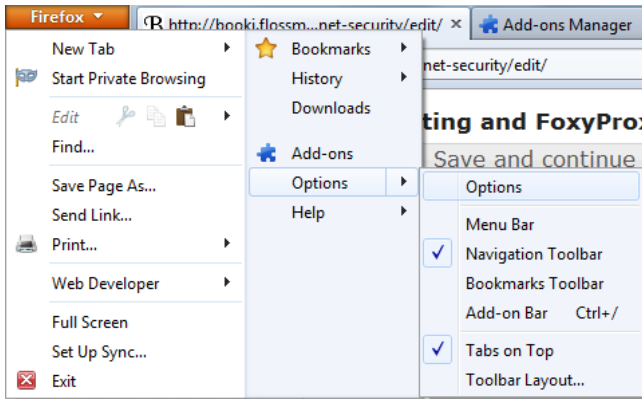 Firefox
http://booki.flossm...net-security/edit/ ×
Add-ons Manager
New Tab
Start Private Browsing
Edit
Find...
Save Page As...
Send Link...
Print...
Web Developer
Full Screen
Set Up Sync...
Exit
Bookmarks
History
Downloads
Add-ons
Options
Help
net-security/edit/
ting and FoxyPro
Save and continue
Options
Menu Bar
Navigation Toolbar
Bookmarks Toolbar
Add-on Bar Ctrl+/
Tabs on Top
Toolbar Layout...